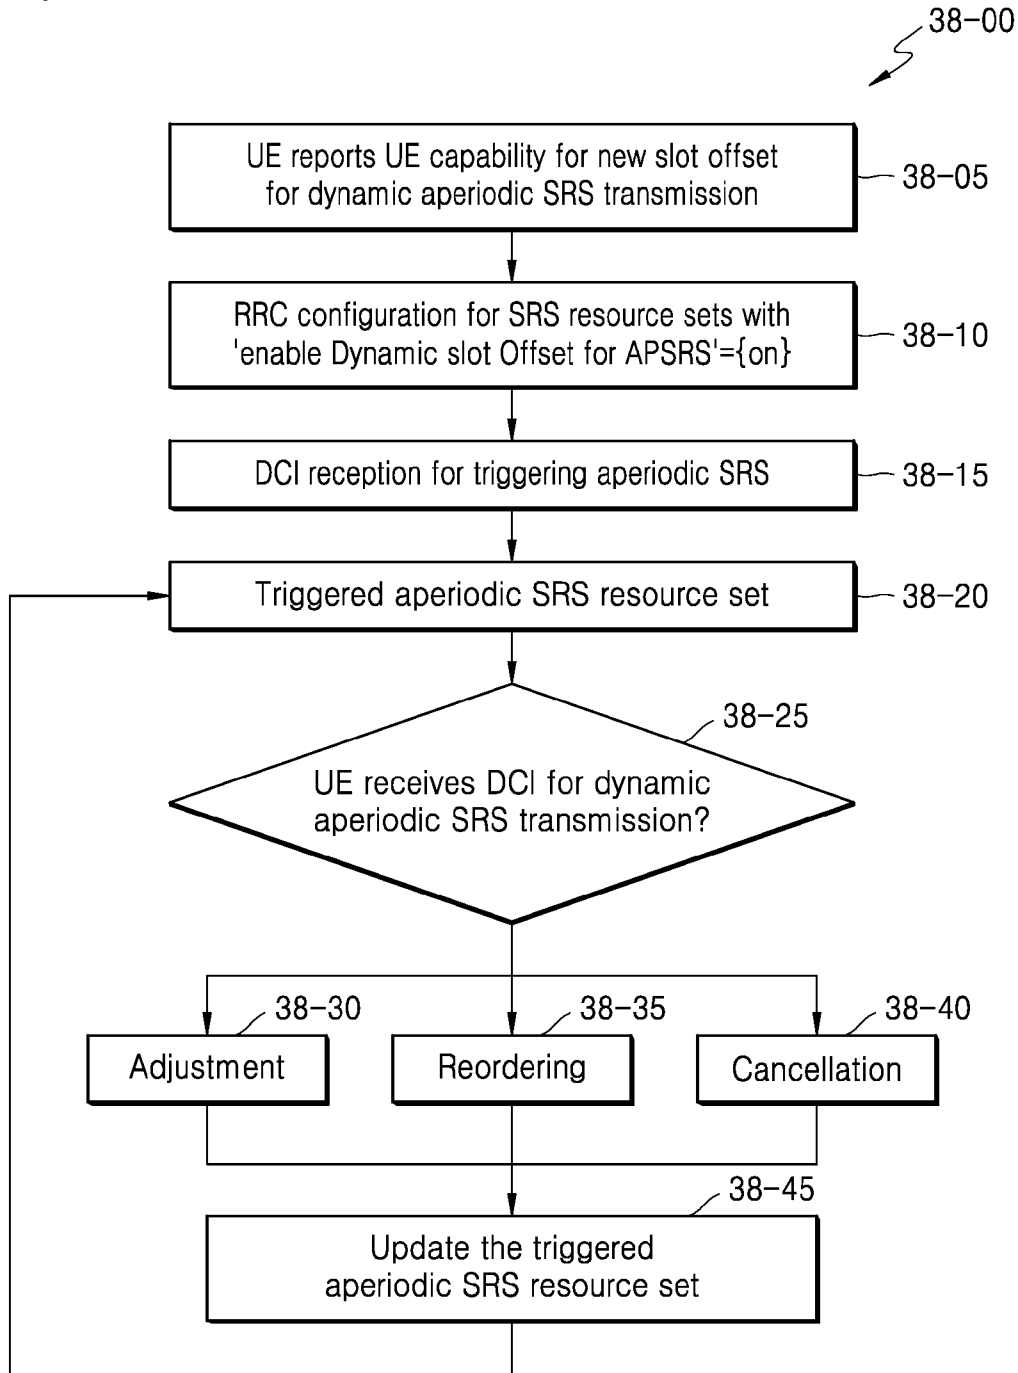 38-00
UE reports UE capability for new slot offset
for dynamic aperiodic SRS transmission
38-05
RRC configuration for SRS resource sets with
'enable Dynamic slot Offset for APSRS'={on}
38-10
DCI reception for triggering aperiodic SRS
38-15
Triggered aperiodic SRS resource set
38-20
38-25
UE receives DCI for dynamic
aperiodic SRS transmission?
38-30
38-35
38-40
Adjustment
Reordering
Cancellation
38-45
Update the triggered
aperiodic SRS resource set